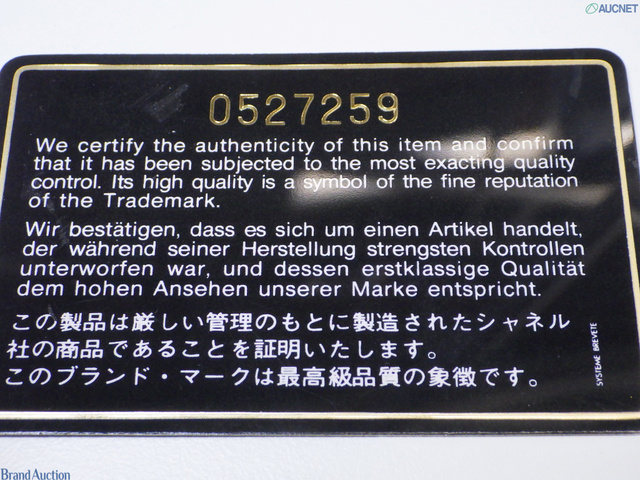 AUCNET
0527259
We certify the authenticity of this item and confirm
that it has been subjected to the most exacting quality
control. Its high quality is a symbol of the fine reputation
of the Trademark.
Wir bestätigen, dass es sich um einen Artikel handelt,
der während seiner Herstellung strengsten Kontrollen
unterworfen war, und dessen erstklassige Qualität
dem hohen Ansehen unserer Marke entspricht.
この製品は厳しい管理のもとに製造されたシャネル
社の商品であることを証明いたします。
このブランド・マークは最高級品質の象徴です。
SYSTEME BREVETE
Brand Auction